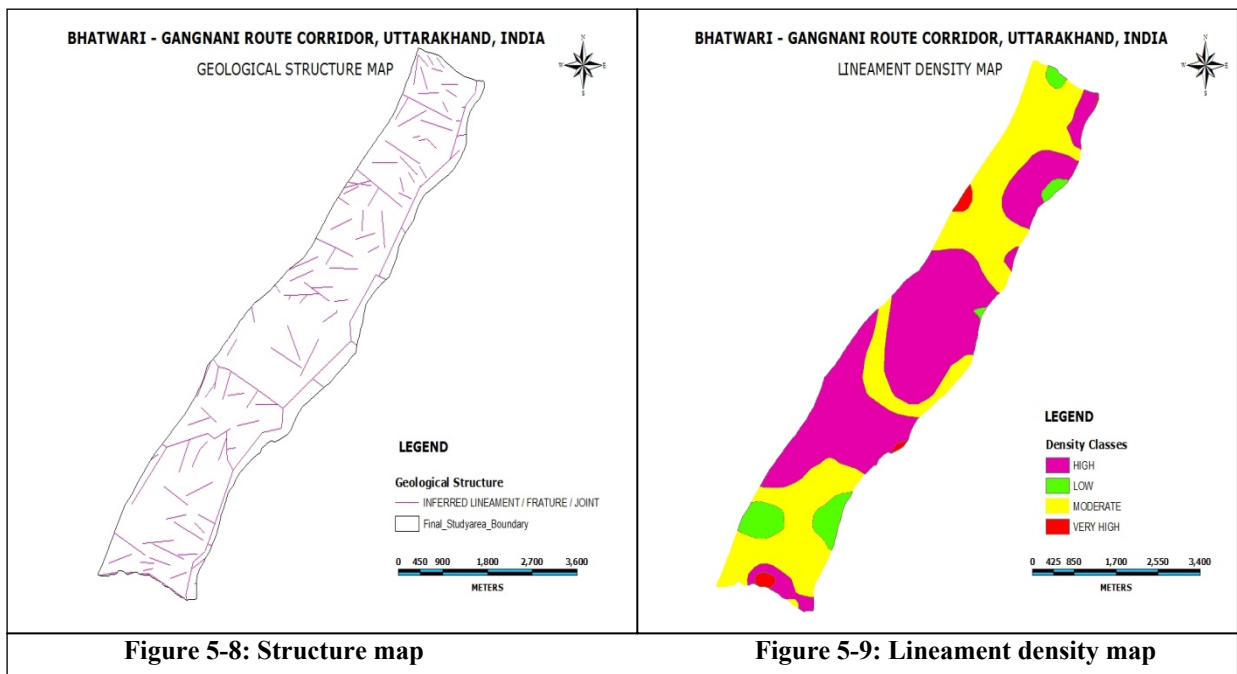 BHATWARI - GANGNANI ROUTE CORRIDOR, UTTARAKHAND, INDIA
GEOLOGICAL STRUCTURE MAP
N
W E
S
LEGEND
Geological Structure
INFERRED LINEAMENT / FRATURE / JOINT
Final_Studyarea_Boundary
0 450 900 1,800 2,700 3,600
METERS
Figure 5-8: Structure map
BHATWARI - GANGNANI ROUTE CORRIDOR, UTTARAKHAND, INDIA
LINEAMENT DENSITY MAP
N
W E
S
LEGEND
Density Classes
HIGH
LOW
MODERATE
VERY HIGH
0 425 850 1,700 2,550 3,400
METERS
Figure 5-9: Lineament density map